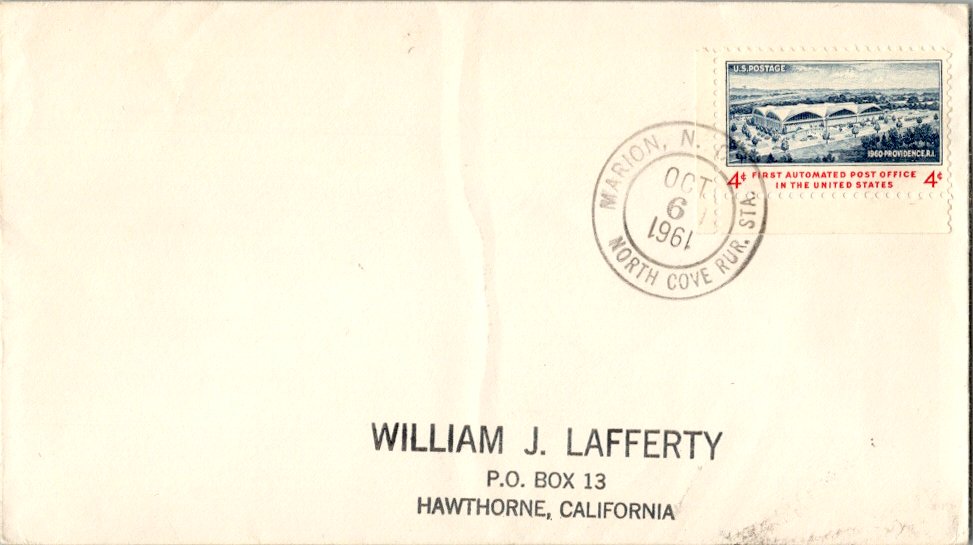 U.S. POSTAGE
1960-PROVIDENCE, R.I.
4¢ FIRST AUTOMATED POST OFFICE 4¢
IN THE UNITED STATES
MARION, N. C.
OCT
6
1961
NORTH COVE RUR. STA.
WILLIAM J. LAFFERTY
P.O. BOX 13
HAWTHORNE, CALIFORNIA